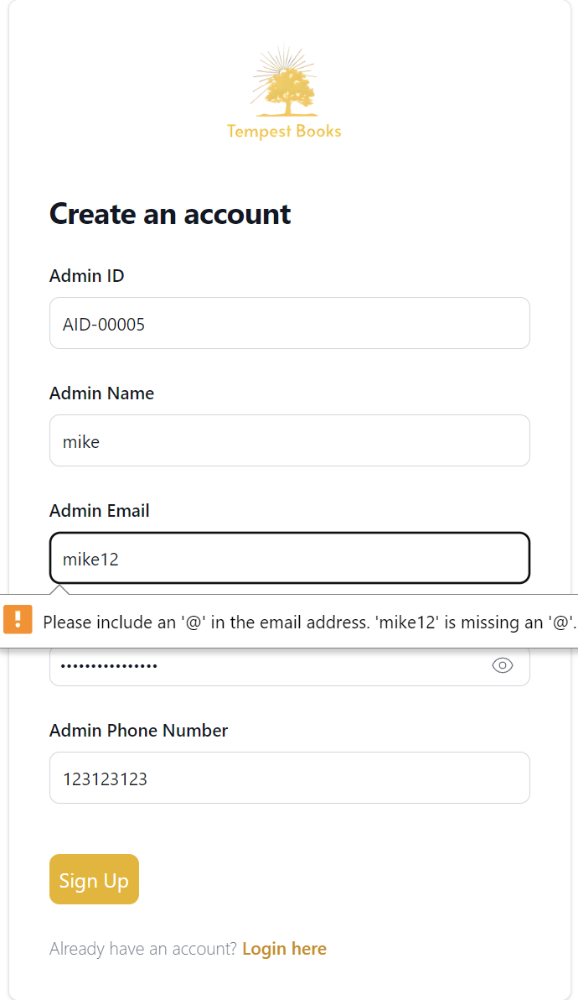 Tempest Books
Create an account
Admin ID
AID-00005
Admin Name
mike
Admin Email
mike12
Please include an '@' in the email address. 'mike12' is missing an '@'.
••••••••••••••••
Admin Phone Number
123123123
Sign Up
Already have an account? Login here